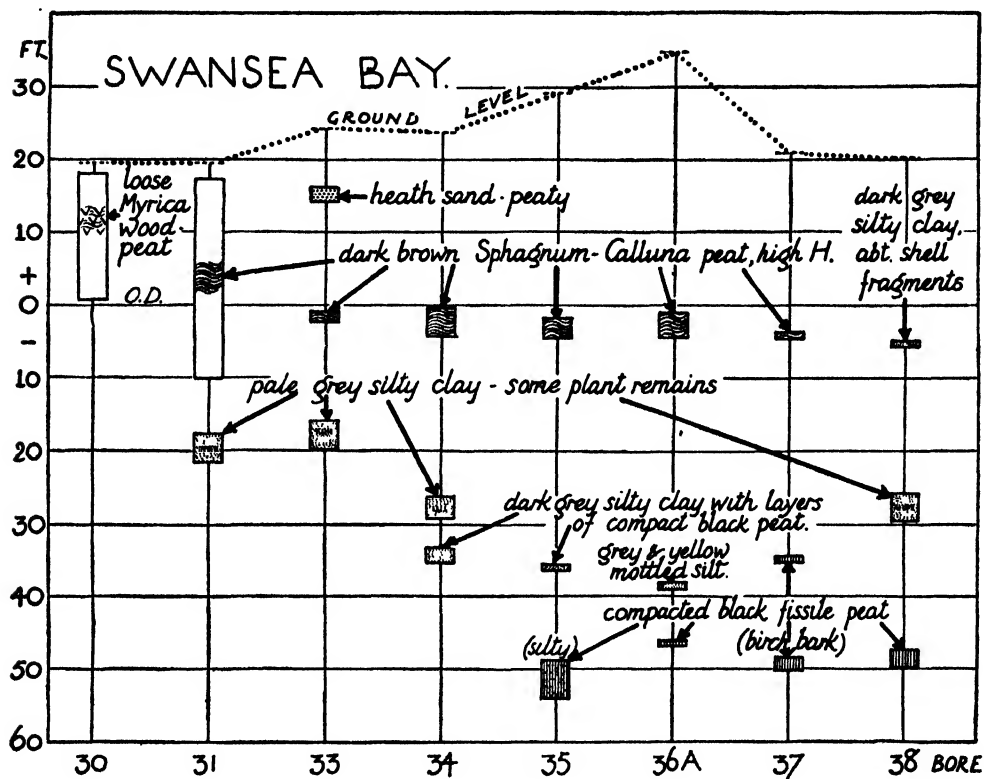 FT.
SWANSEA BAY.
30
GROUND LEVEL
20
loose
Myrica
wood-
peat
heath sand-peaty
dark grey
silty clay,
abt. shell
fragments
10
dark brown Sphagnum-Calluna peat, high H.
+
O.D.
0
-
10
pale grey silty clay - some plant remains
20
dark grey silty clay, with layers
of compact black peat.
30
grey & yellow
mottled silt.
40
compacted black fissile peat
(silty)
(birch bark)
50
60
30 31 33 34 35 36A 37 38 BORE